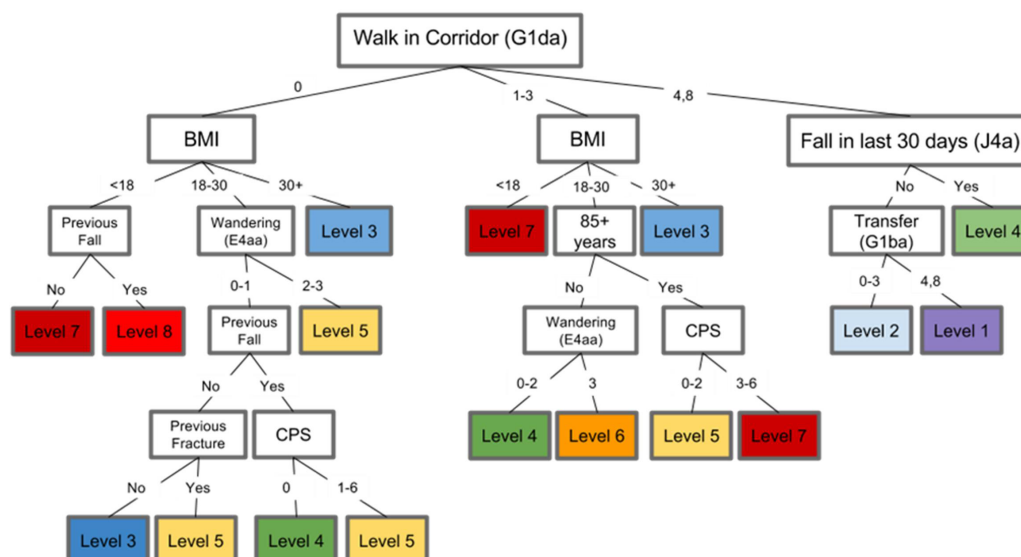 Walk in Corridor (G1da)
0
1-3
4,8
BMI
BMI
Fall in last 30 days (J4a)
<18
18-30
30+
<18
18-30
30+
No
Yes
Previous
Fall
Wandering
(E4aa)
Level 3
Level 7
85+
years
Level 3
Transfer
(G1ba)
Level 4
No
Yes
0-1
2-3
No
Yes
0-3
4,8
Level 7
Level 8
Previous
Fall
Level 5
Wandering
(E4aa)
CPS
Level 2
Level 1
No
Yes
0-2
3
0-2
3-6
Previous
Fracture
CPS
Level 4
Level 6
Level 5
Level 7
No
Yes
0
1-6
Level 3
Level 5
Level 4
Level 5